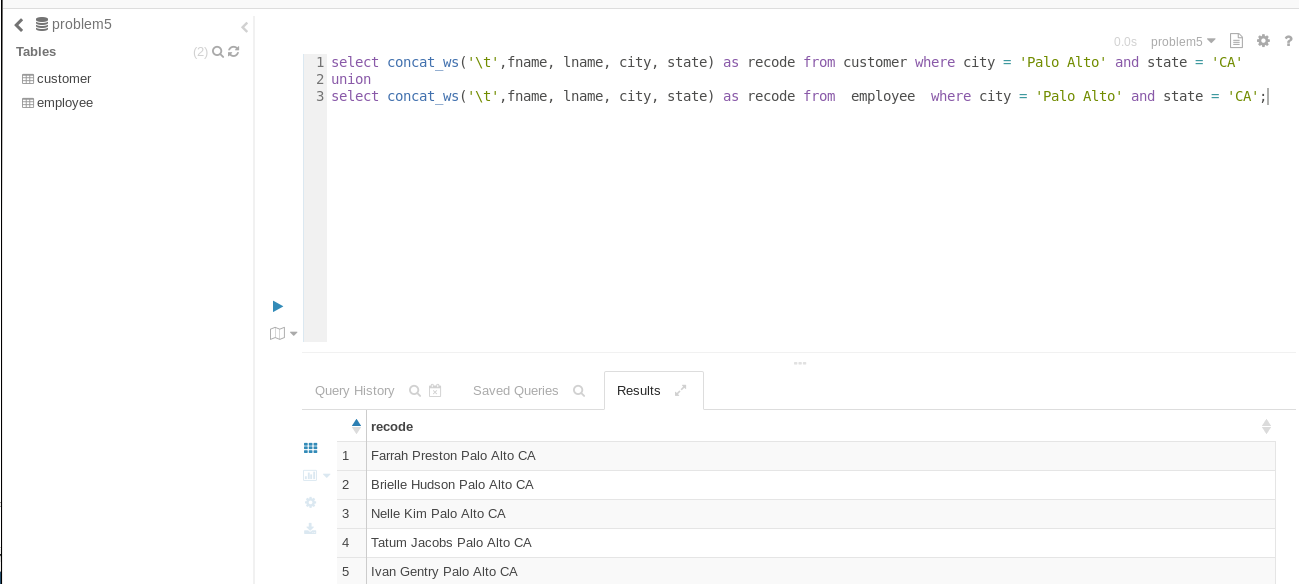 problem5
Tables (2)
customer
employee
0.0s problem5 ?
1 select concat_ws('\t',fname, lname, city, state) as recode from customer where city = 'Palo Alto' and state = 'CA'
2 union
3 select concat_ws('\t',fname, lname, city, state) as recode from  employee  where city = 'Palo Alto' and state = 'CA';
Query History Saved Queries Results
recode
1 Farrah Preston Palo Alto CA
2 Brielle Hudson Palo Alto CA
3 Nelle Kim Palo Alto CA
4 Tatum Jacobs Palo Alto CA
5 Ivan Gentry Palo Alto CA